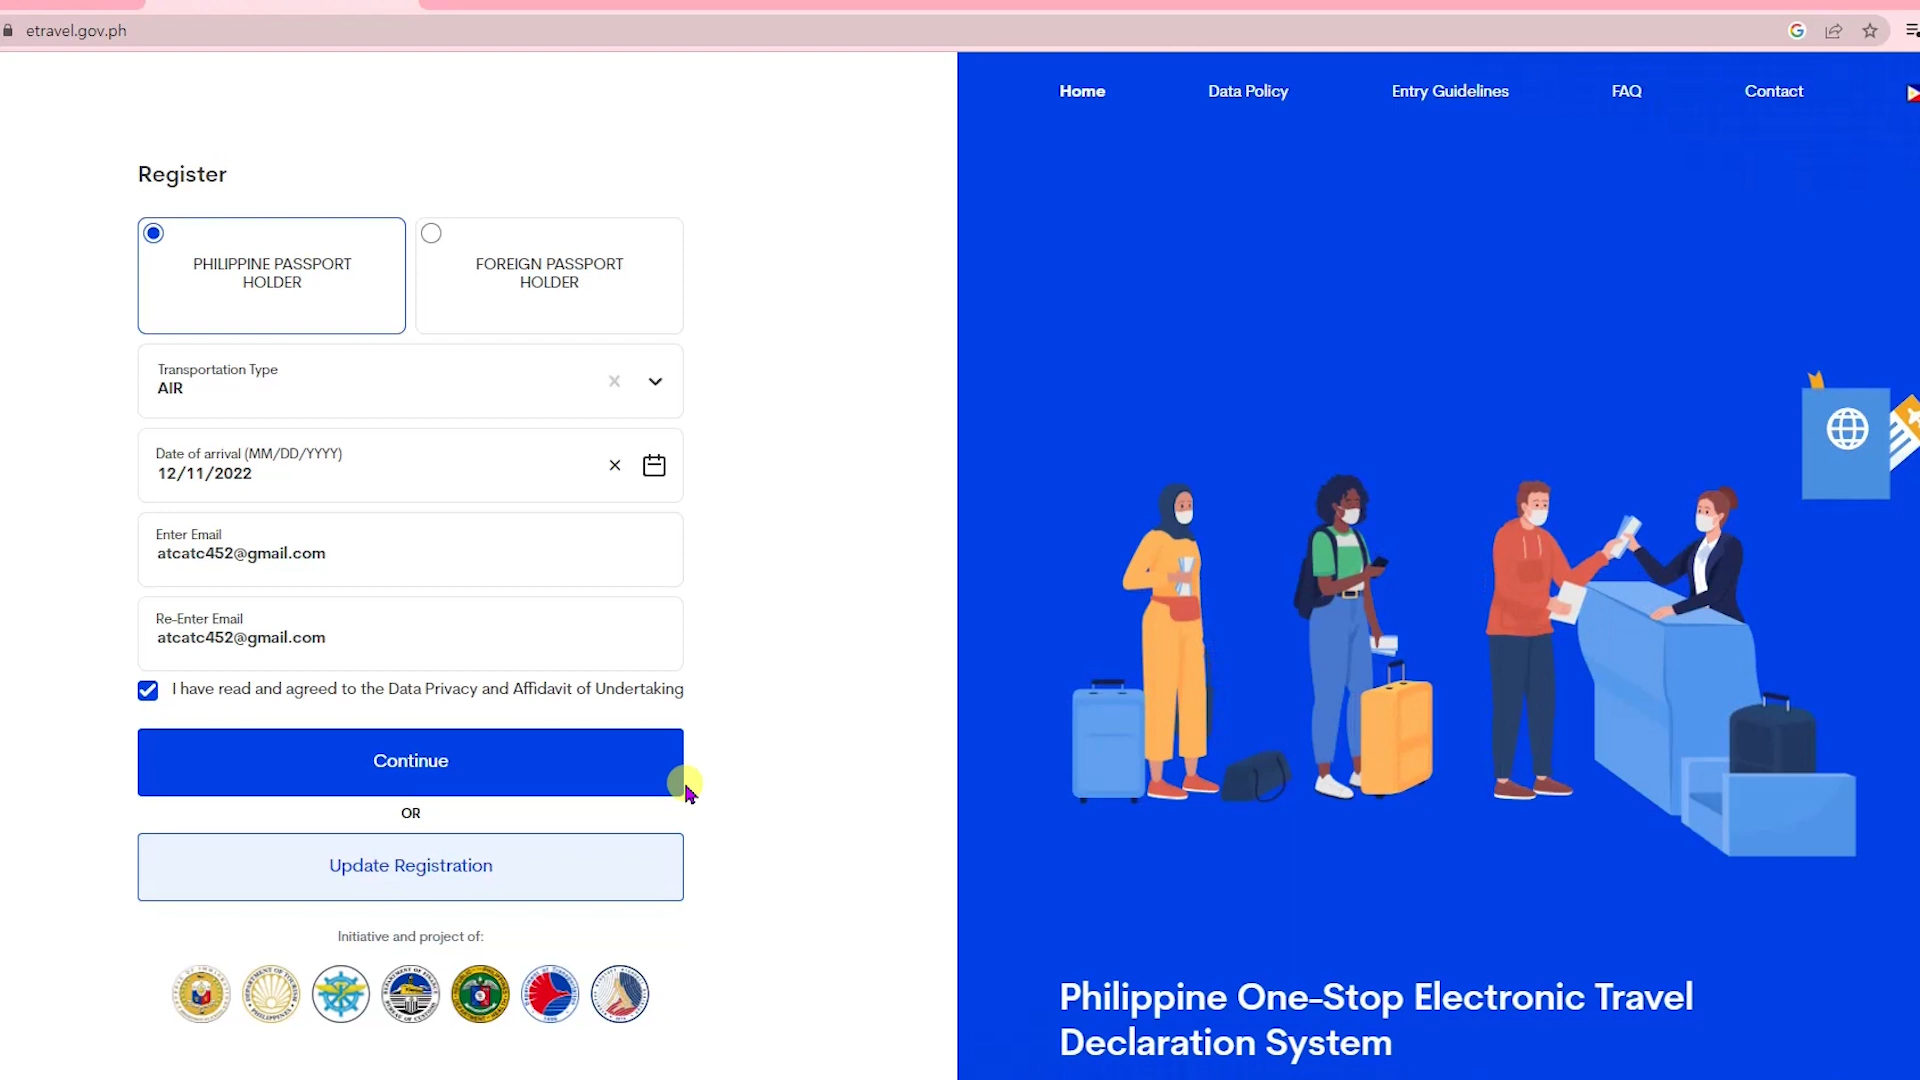 etravel.gov.ph
Home
Data Policy
Entry Guidelines
FAQ
Contact
Register
PHILIPPINE PASSPORT
HOLDER
FOREIGN PASSPORT
HOLDER
Transportation Type
AIR
Date of arrival (MM/DD/YYYY)
12/11/2022
Enter Email
atcatc452@gmail.com
Re-Enter Email
atcatc452@gmail.com
I have read and agreed to the Data Privacy and Affidavit of Undertaking
Continue
OR
Update Registration
Initiative and project of:
Philippine One-Stop Electronic Travel
Declaration System